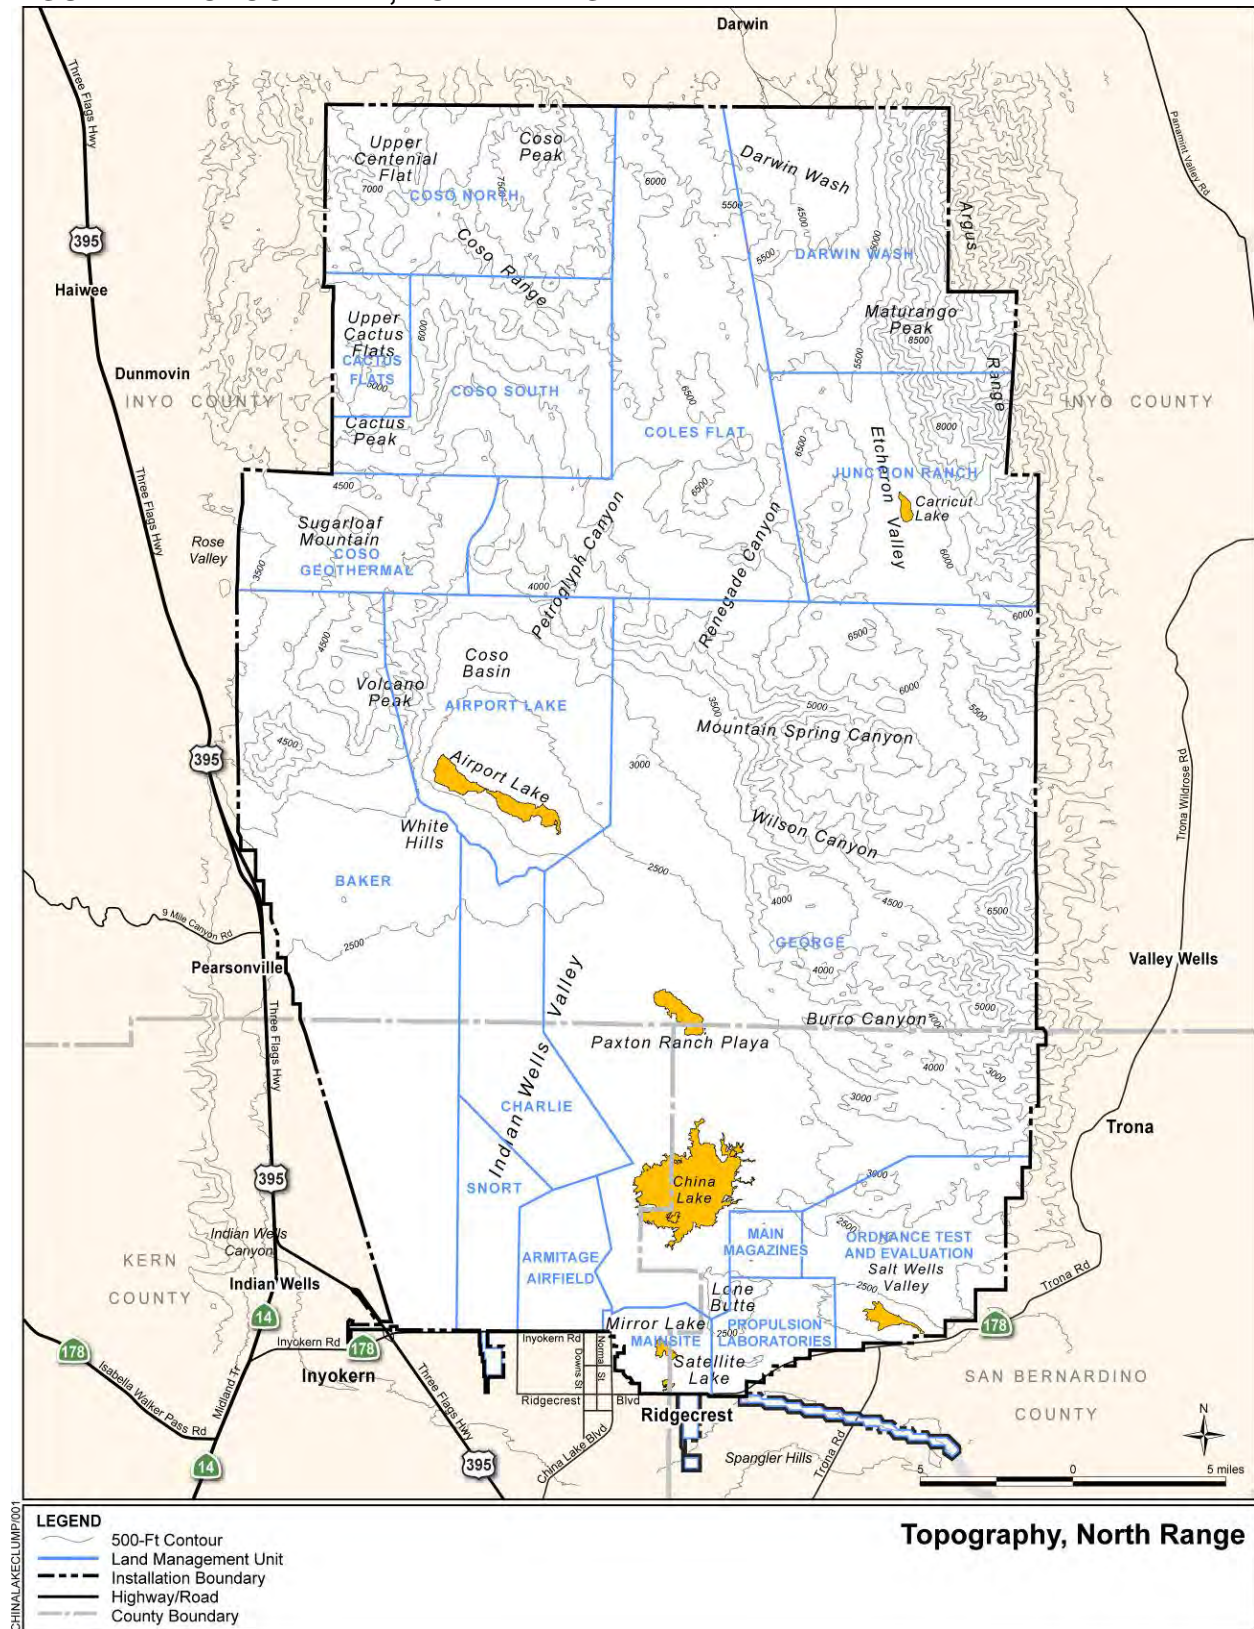 Darwin
Three Flags Hwy
Panamint Valley Rd
Upper
Centenial
Flat
Coso
Peak
7000
7500
COSO NORTH
6000
5500
Darwin Wash
4500
5000
5500
DARWIN WASH
Argus
395
Haiwee
Coso Range
Maturango
Peak
8500
Upper
Cactus
Flats
6000
CACTUS
FLATS
5000
5500
Range
Dunmovin
INYO COUNTY
COSO SOUTH
6500
INYO COUNTY
Cactus
Peak
COLES FLAT
6500
Etcheron Valley
8000
JUNCTION RANCH
Three Flags Hwy
4500
6500
Carricut
Lake
Sugarloaf
Mountain
Petroglyph Canyon
Renegade Canyon
Rose
Valley
COSO
GEOTHERMAL
3500
4000
6000
6000
4500
6500
Coso
Basin
Volcano
Peak
AIRPORT LAKE
6000
3500
5000
5500
Mountain Spring Canyon
4500
395
3000
Airport Lake
Trona Wildrose Rd
White
Hills
Wilson Canyon
2500
BAKER
4000
4500
6500
9 Mile Canyon Rd
2500
GEORGE
4000
Pearsonville
Valley Wells
Indian Wells Valley
5000
Three Flags Hwy
Burro Canyon
4000
Paxton Ranch Playa
4000
3000
3000
CHARLIE
Trona
395
SNORT
China
Lake
3000
2500
Indian Wells
Canyon
MAIN
MAGAZINES
ORDNANCE TEST
AND EVALUATION
KERN
COUNTY
ARMITAGE
AIRFIELD
Salt Wells
Valley
Indian Wells
2500
Trona Rd
Lone
Butte
14
Mirror Lake
PROPULSION
LABORATORIES
178
2500
MAINSITE
Inyokern Rd
Inyokern Rd
178
178
Norma St
Downs St
Satellite
Lake
Inyokern
Isabella Walker Pass Rd
Midland Tr
Three Flags Hwy
Ridgecrest Blvd
SAN BERNARDINO
COUNTY
Ridgecrest
China Lake Blvd
Trona Rd
Spangler Hills
N
14
395
5 0 5 miles
CHINALAKECLUMP/001
LEGEND
500-Ft Contour
Land Management Unit
Installation Boundary
Highway/Road
County Boundary
Topography, North Range